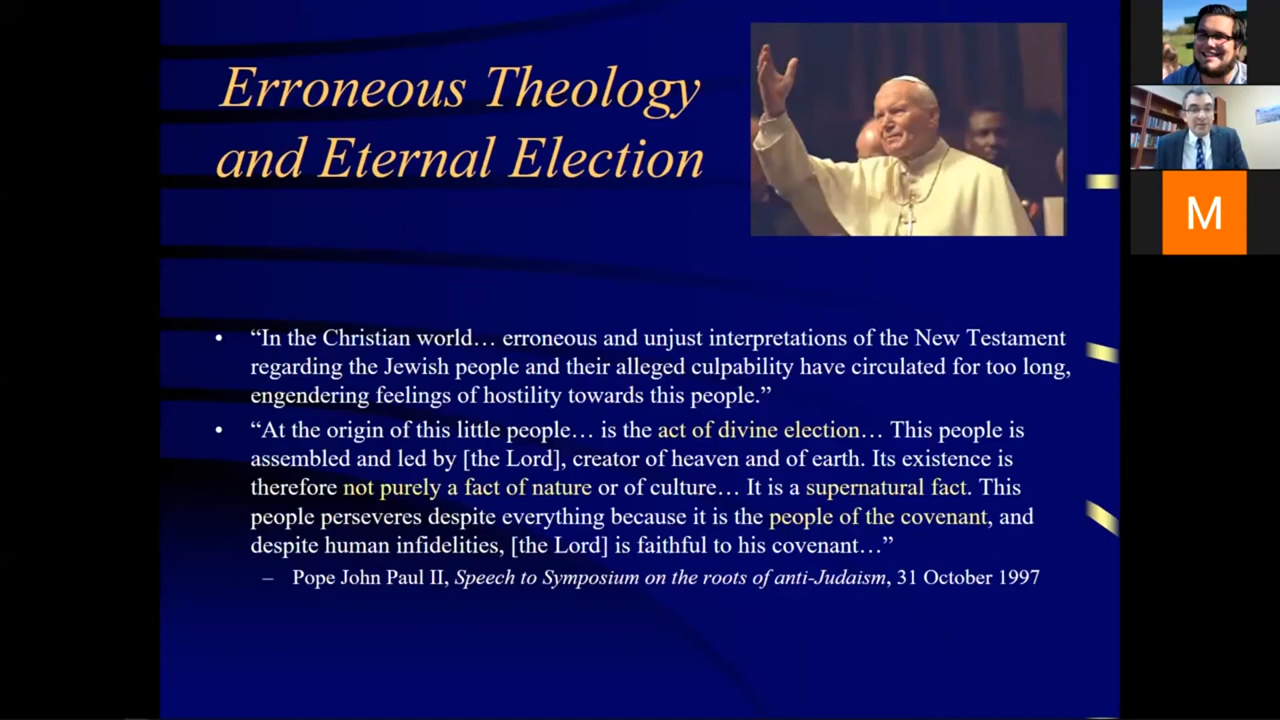 Erroneous Theology
and Eternal Election
M
• “In the Christian world… erroneous and unjust interpretations of the New Testament
regarding the Jewish people and their alleged culpability have circulated for too long,
engendering feelings of hostility towards this people.”
• “At the origin of this little people… is the act of divine election… This people is
assembled and led by [the Lord], creator of heaven and of earth. Its existence is
therefore not purely a fact of nature or of culture… It is a supernatural fact. This
people perseveres despite everything because it is the people of the covenant, and
despite human infidelities, [the Lord] is faithful to his covenant…”
– Pope John Paul II, Speech to Symposium on the roots of anti-Judaism, 31 October 1997